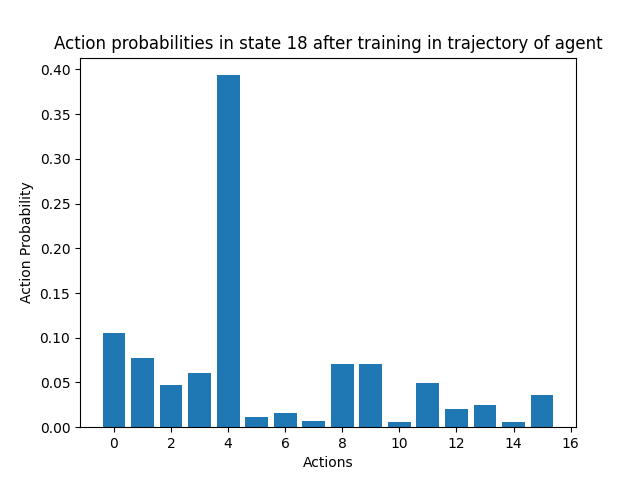 Action probabilities in state 18 after training in trajectory of agent
0.40
0.35
0.30
0.25
0.20
0.15
0.10
0.05
0.00
Action Probability
0 2 4 6 8 10 12 14 16
Actions